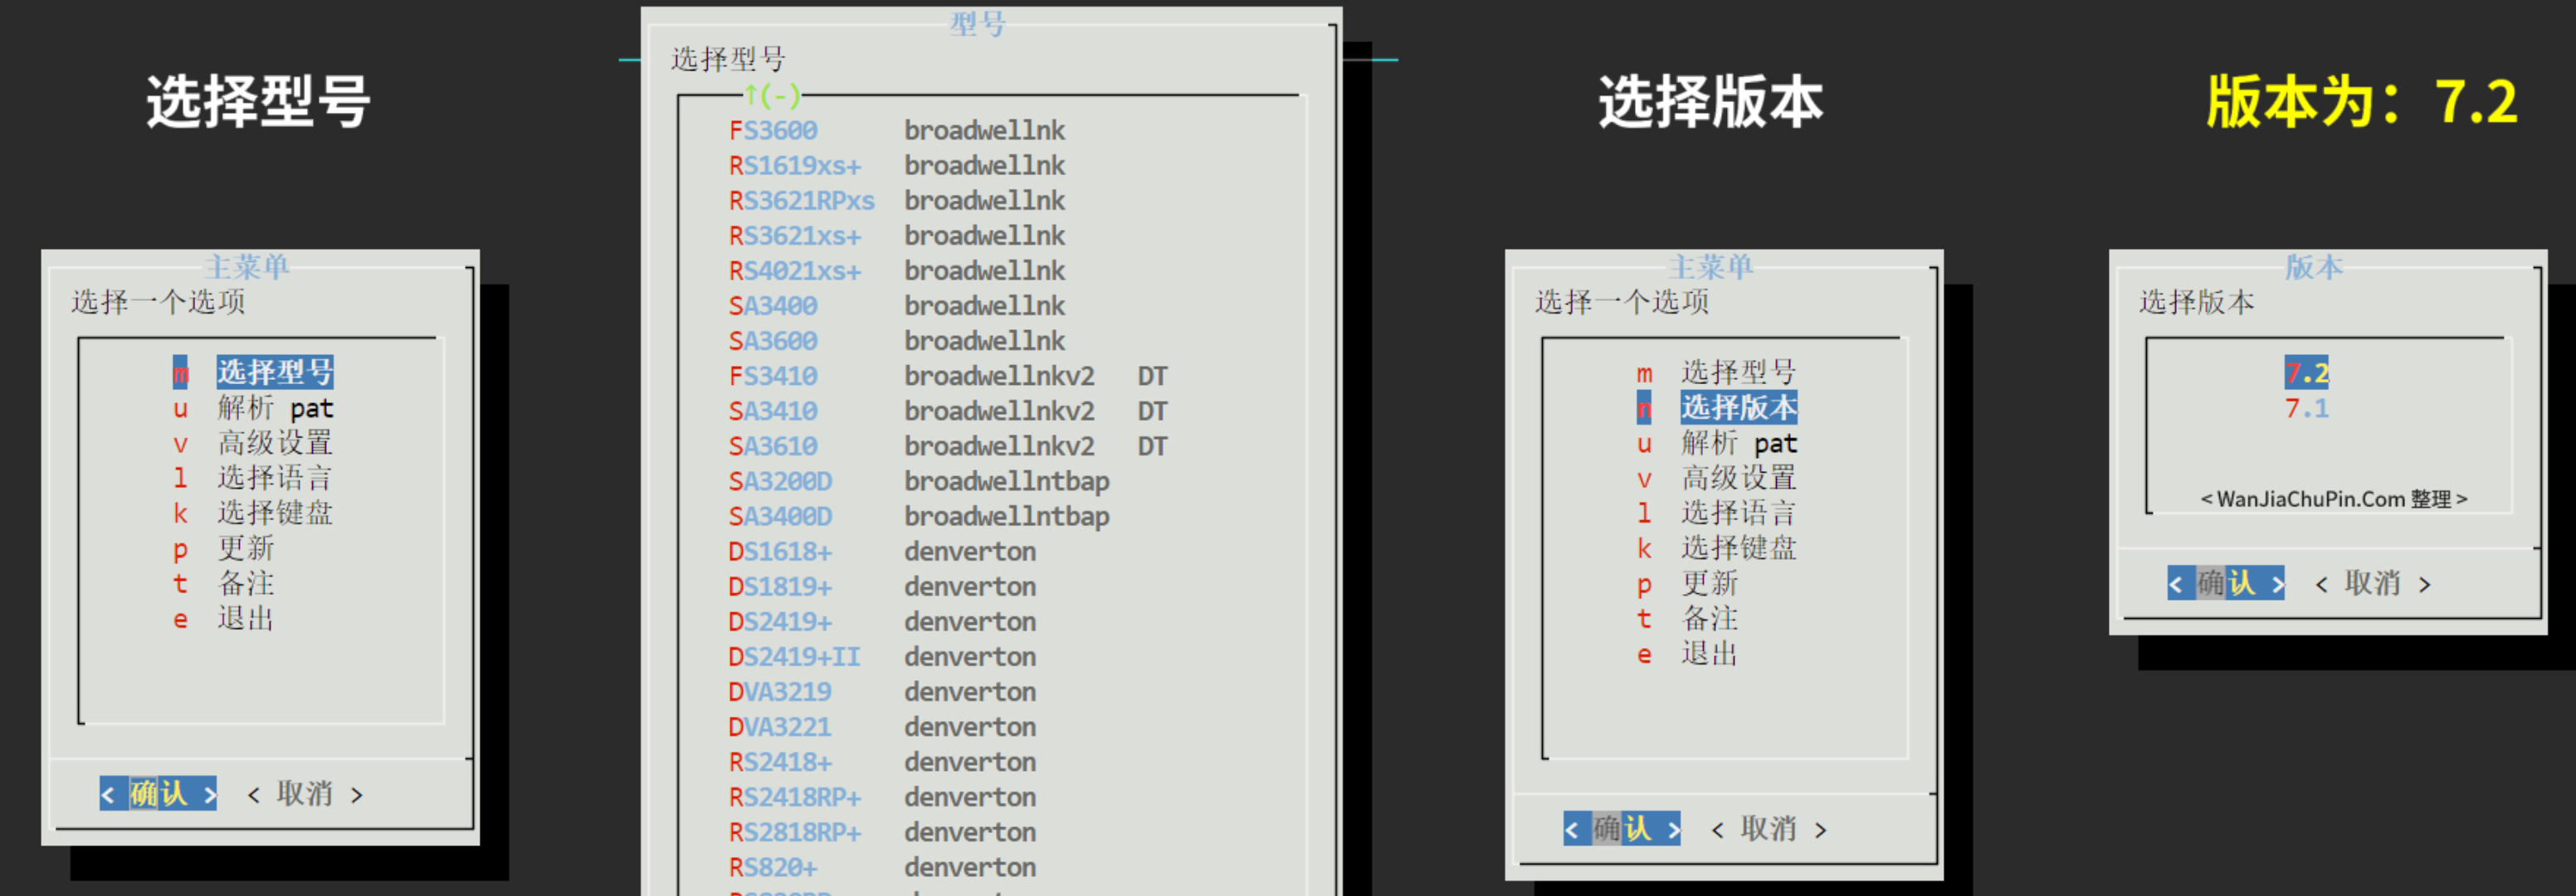 选择型号
主菜单
选择一个选项
m 选择型号
u 解析 pat
v 高级设置
l 选择语言
k 选择键盘
p 更新
t 备注
e 退出
< 确认 > < 取消 >
型号
选择型号
↑(-)
FS3600 broadwellnk
RS1619xs+ broadwellnk
RS3621RPxs broadwellnk
RS3621xs+ broadwellnk
RS4021xs+ broadwellnk
SA3400 broadwellnk
SA3600 broadwellnk
FS3410 broadwellnkv2 DT
SA3410 broadwellnkv2 DT
SA3610 broadwellnkv2 DT
SA3200D broadwellntbap
SA3400D broadwellntbap
DS1618+ denverton
DS1819+ denverton
DS2419+ denverton
DS2419+II denverton
DVA3219 denverton
DVA3221 denverton
RS2418+ denverton
RS2418RP+ denverton
RS2818RP+ denverton
RS820+ denverton
选择版本
主菜单
选择一个选项
m 选择型号
n 选择版本
u 解析 pat
v 高级设置
l 选择语言
k 选择键盘
p 更新
t 备注
e 退出
< 确认 > < 取消 >
版本为：7.2
版本
选择版本
7.2
7.1
< WanJiaChuPin.Com 整理 >
< 确认 > < 取消 >